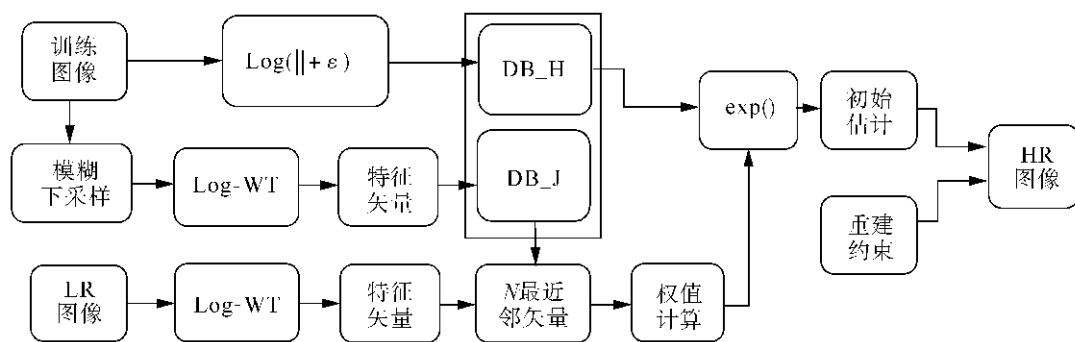 训练
图像
Log(||+ε)
DB_H
exp()
初始
估计
HR
图像
模糊
下采样
Log-WT
特征
矢量
DB_J
重建
约束
LR
图像
Log-WT
特征
矢量
N最近
邻矢量
权值
计算